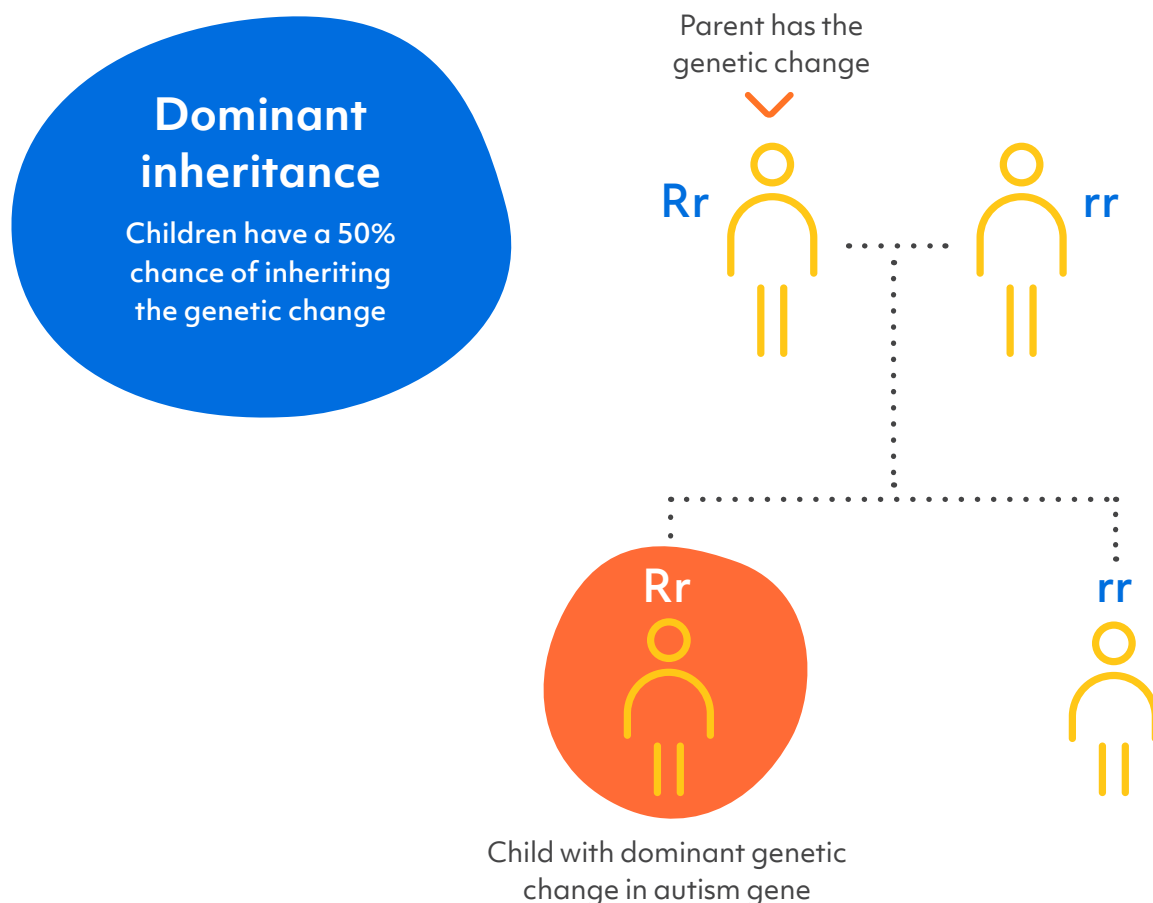 Dominant
inheritance
Children have a 50%
chance of inheriting
the genetic change
Parent has the
genetic change
Rr
rr
Rr
rr
Child with dominant genetic
change in autism gene